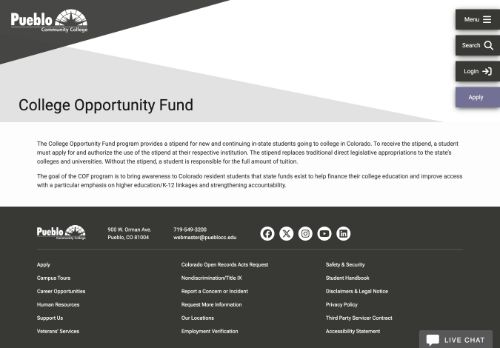 Pueblo
Community College
Menu
Search
Login
Apply
College Opportunity Fund
The College Opportunity Fund program provides a stipend for new and continuing in-state students going to college in Colorado. To receive the stipend, a student
must apply for and authorize the use of the stipend at their respective institution. The stipend replaces traditional direct legislative appropriations to the state's
colleges and universities. Without the stipend, a student is responsible for the full amount of tuition.
The goal of the COF program is to bring awareness to Colorado resident students that state funds exist to help finance their college education and improve access
with a particular emphasis on higher education/K-12 linkages and strengthening accountability.
Pueblo
Community College
900 W. Orman Ave.
Pueblo, CO 81004
719-549-3200
webmaster@pueblocc.edu
Apply
Campus Tours
Career Opportunities
Human Resources
Support Us
Veterans' Services
Colorado Open Records Acts Request
Nondiscrimination/Title IX
Report a Concern or Incident
Request More Information
Our Locations
Employment Verification
Safety & Security
Student Handbook
Disclaimers & Legal Notice
Privacy Policy
Third Party Servicer Contract
Accessibility Statement
LIVE CHAT